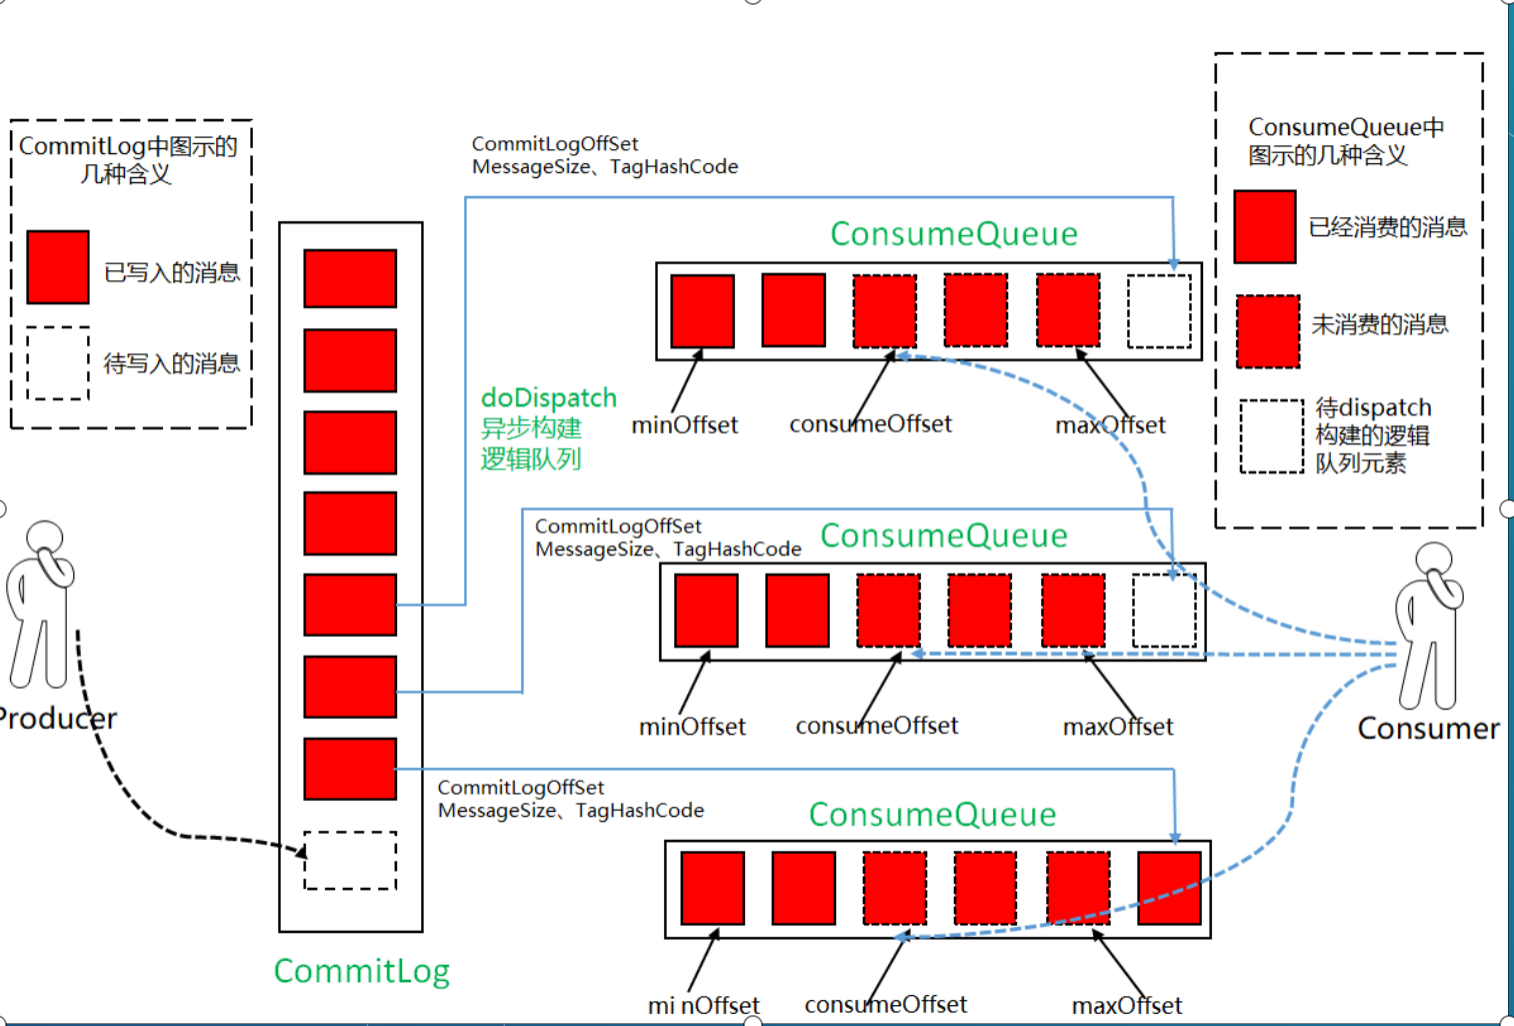 CommitLog中图示的
几种含义
已写入的消息
待写入的消息
Producer
CommitLog
CommitLogOffSet
MessageSize、TagHashCode
doDispatch
异步构建
逻辑队列
ConsumeQueue
minOffset
consumeOffset
maxOffset
CommitLogOffSet
MessageSize、TagHashCode
ConsumeQueue
minOffset
consumeOffset
maxOffset
CommitLogOffSet
MessageSize、TagHashCode
ConsumeQueue
mi nOffset
consumeOffset
maxOffset
ConsumeQueue中
图示的几种含义
已经消费的消息
未消费的消息
待dispatch
构建的逻辑
队列元素
Consumer